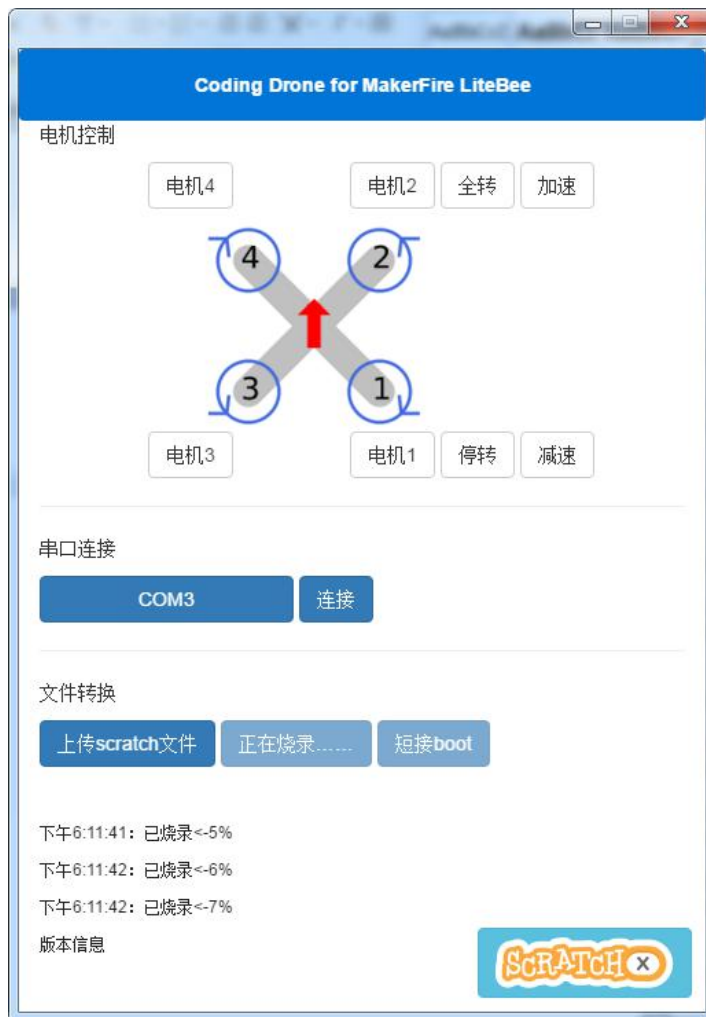 Coding Drone for MakerFire LiteBee
电机控制
电机4 电机2 全转 加速
4 2
3 1
电机3 电机1 停转 减速
串口连接
COM3 连接
文件转换
上传scratch文件 正在烧录...... 短接boot
下午6:11:41：已烧录<-5%
下午6:11:42：已烧录<-6%
下午6:11:42：已烧录<-7%
版本信息
SCRATCH X